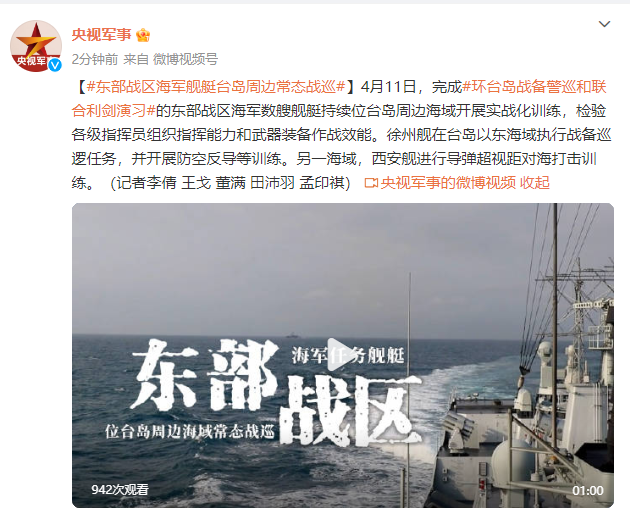 央视军事
央视军事
2分钟前 来自 微博视频号
【#东部战区海军舰艇台岛周边常态战巡#】4月11日，完成#环台岛战备警巡和联
合利剑演习#的东部战区海军数艘舰艇持续位台岛周边海域开展实战化训练，检验
各级指挥员组织指挥能力和武器装备作战效能。徐州舰在台岛以东海域执行战备巡
逻任务，并开展防空反导等训练。另一海域，西安舰进行导弹超视距对海打击训
练。（记者李倩 王戈 董满 田沛羽 孟印祺） 央视军事的微博视频 收起
东部
海军任务舰艇
战区
位台岛周边海域常态战巡
942次观看
01:00